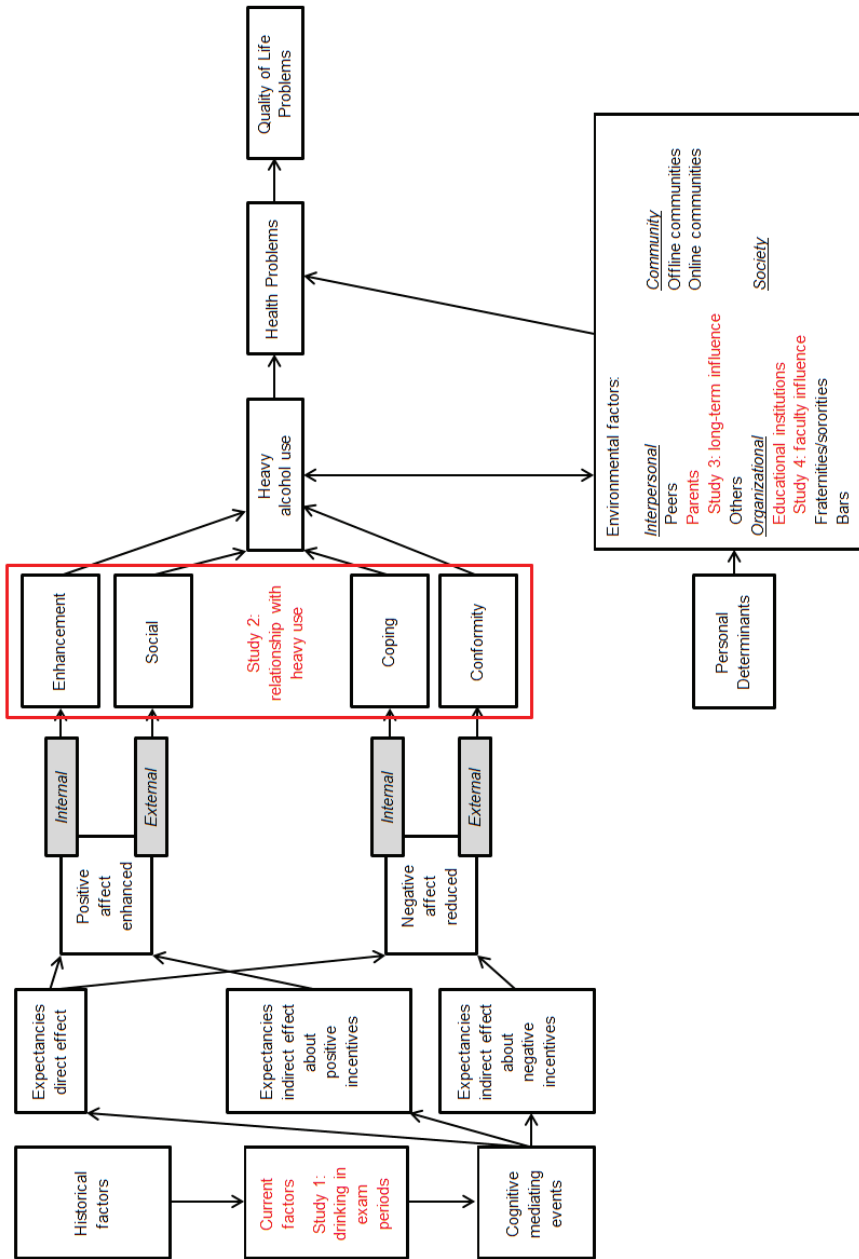 Historical
factors
Current
factors
Study 1:
drinking in
exam
periods
Cognitive
mediating
events
Expectancies
direct effect
Expectancies
indirect effect
about
positive
incentives
Expectancies
indirect effect
about
negative
incentives
Positive
affect
enhanced
Internal
External
Negative
affect
reduced
Internal
External
Enhancement
Social
Study 2:
relationship with
heavy use
Coping
Conformity
Heavy
alcohol use
Health Problems
Quality of Life
Problems
Personal
Determinants
Environmental factors:
Interpersonal
Peers
Parents
Study 3: long-term influence
Others
Organizational
Educational institutions
Study 4: faculty influence
Fraternities/sororities
Bars
Community
Offline communities
Online communities
Society